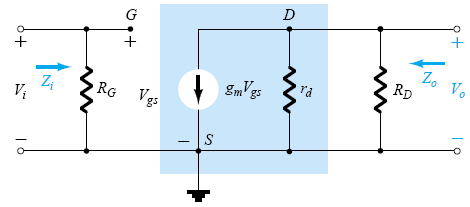 G D
+ + +
V_i Z_i R_G V_gs g_mV_gs r_d R_D Z_o V_o
− − S −